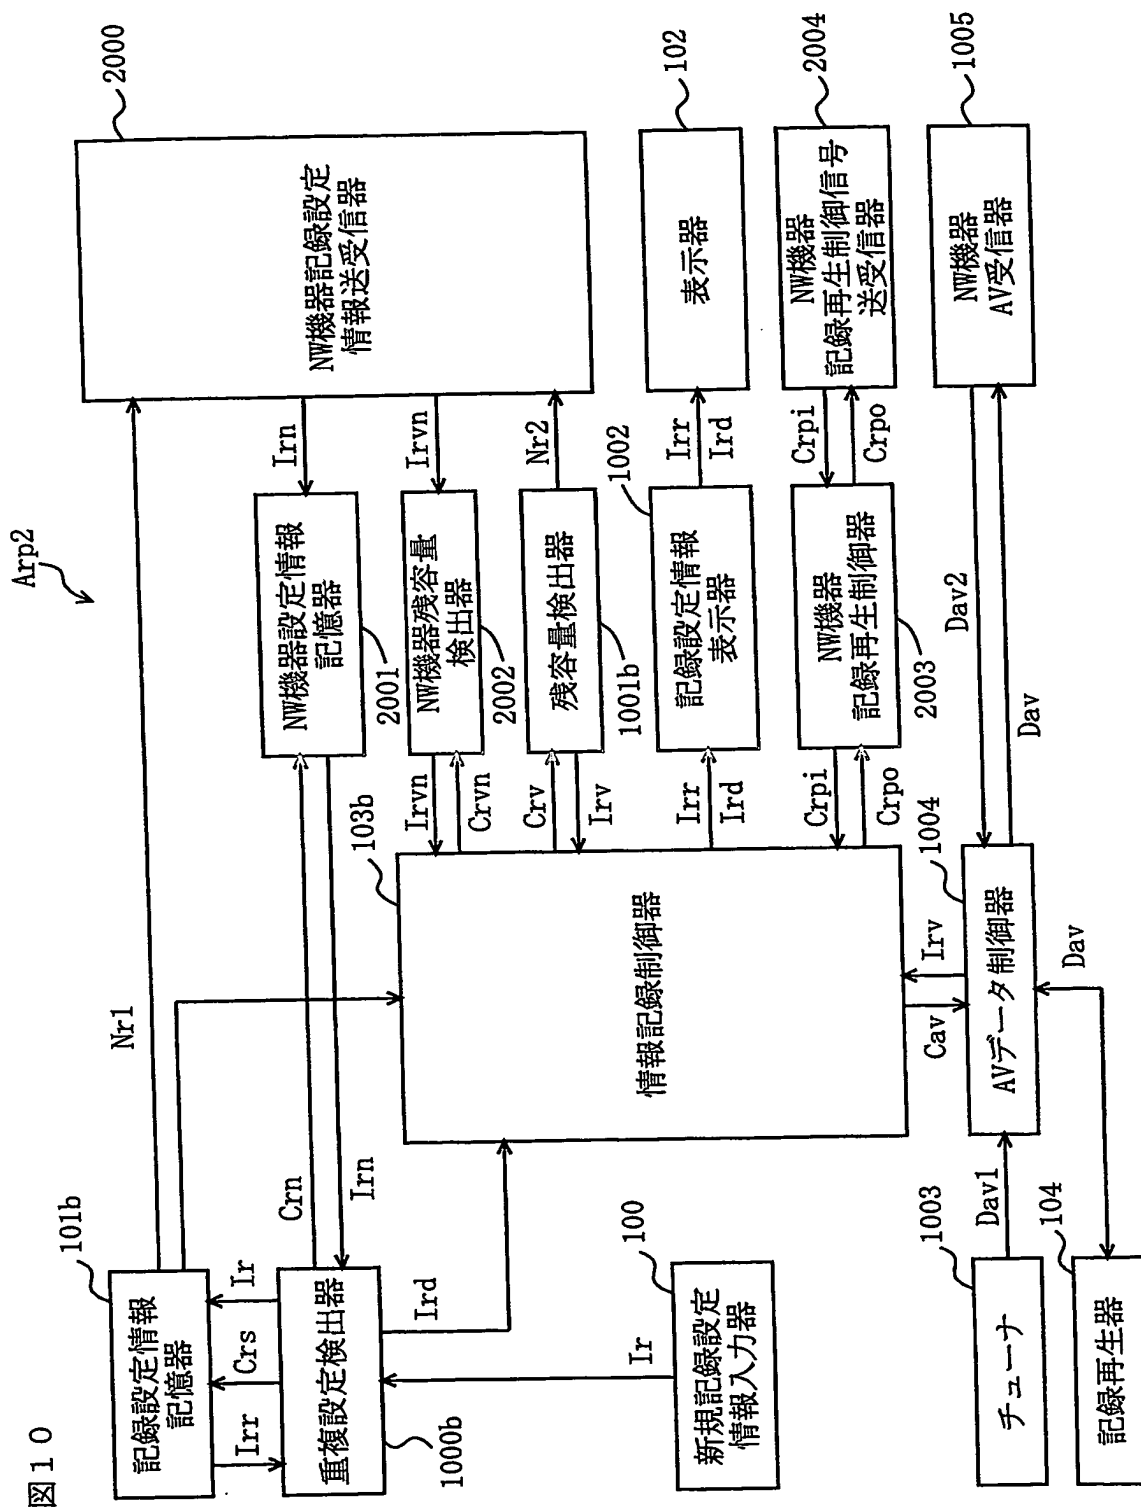 図10
Arp2
記録設定情報
記憶器
101b
Nr1
NW機器記録設定
情報送受信器
2000
Irr
Crs
Ir
重複設定検出器
1000b
Crn
Irn
NW機器設定情報
記憶器
2001
Irn
Ird
103b
情報記録制御器
Irvn
Crvn
NW機器残容量
検出器
2002
Irvn
Crv
Irv
残容量検出器
1001b
Nr2
新規記録設定
情報入力器
100
Ir
Irr
Ird
記録設定情報
表示器
1002
Irr
Ird
表示器
102
Crpi
Crpo
NW機器
記録再生制御器
2003
Crpi
Crpo
NW機器
記録再生制御信号
送受信器
2004
チューナ
1003
Dav1
Cav
Irv
AVデータ制御器
1004
Dav2
Dav
NW機器
AV受信器
1005
記録再生器
104
Dav